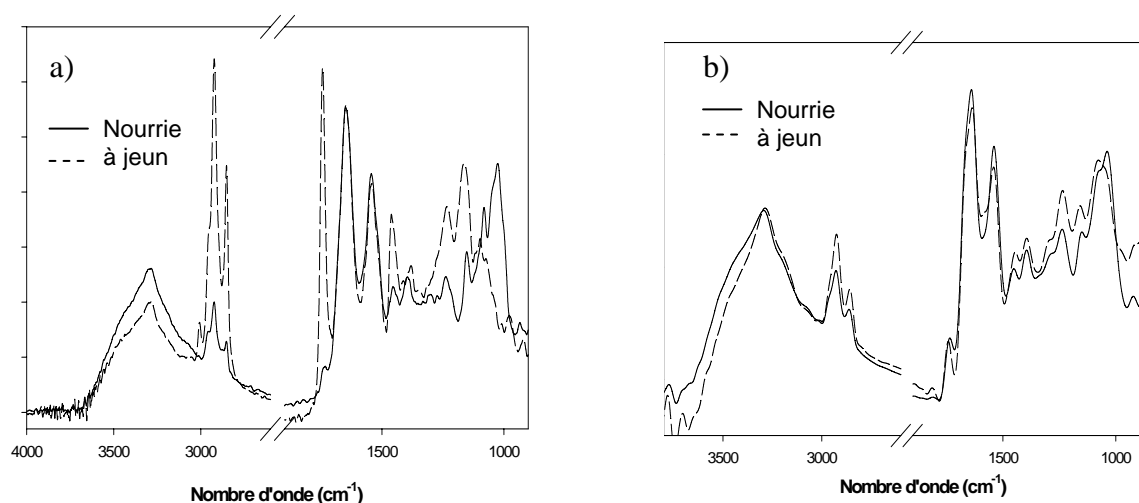 a)
Nourrie
à jeun
4000 3500 3000 1500 1000
Nombre d'onde (cm-1)
b)
Nourrie
à jeun
3500 3000 1500 1000
Nombre d'onde (cm-1)